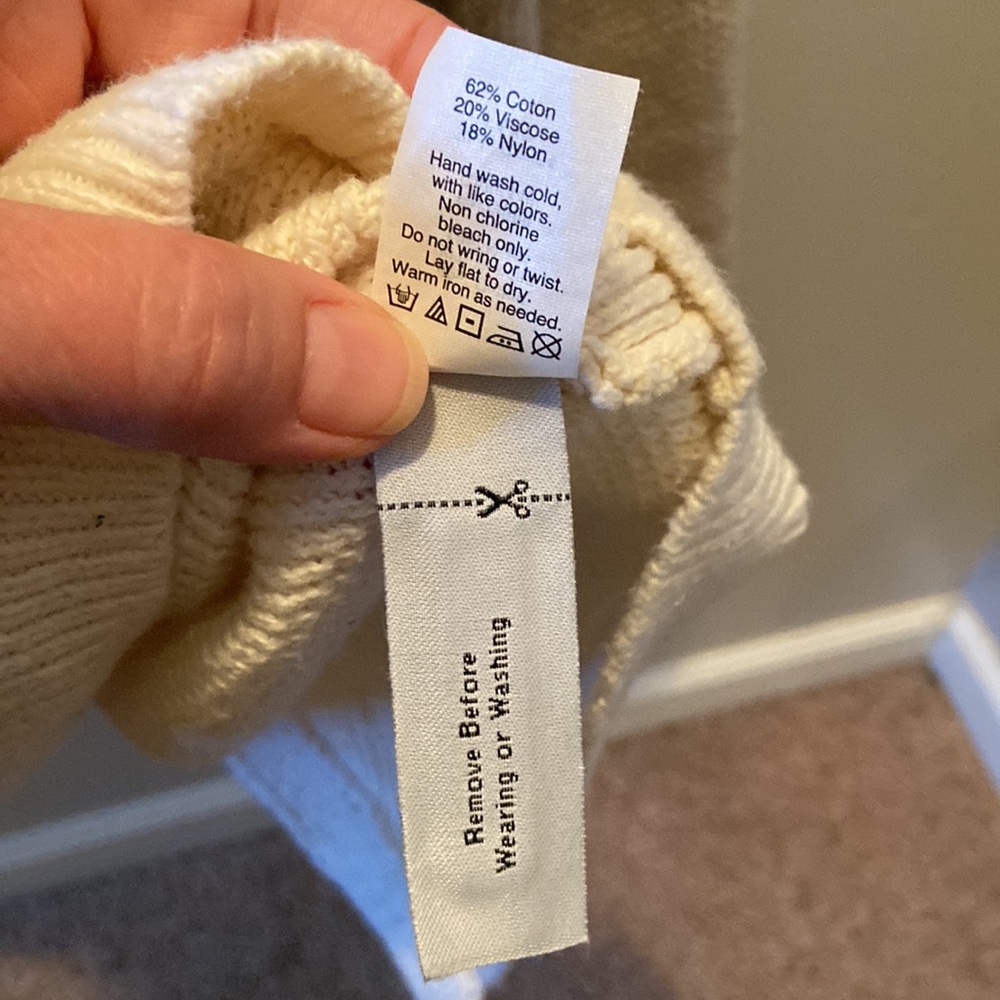 62% Coton
20% Viscose
18% Nylon
Hand wash cold,
with like colors.
Non chlorine
bleach only.
Do not wring or twist.
Lay flat to dry.
Warm iron as needed.
Remove Before
Wearing or Washing